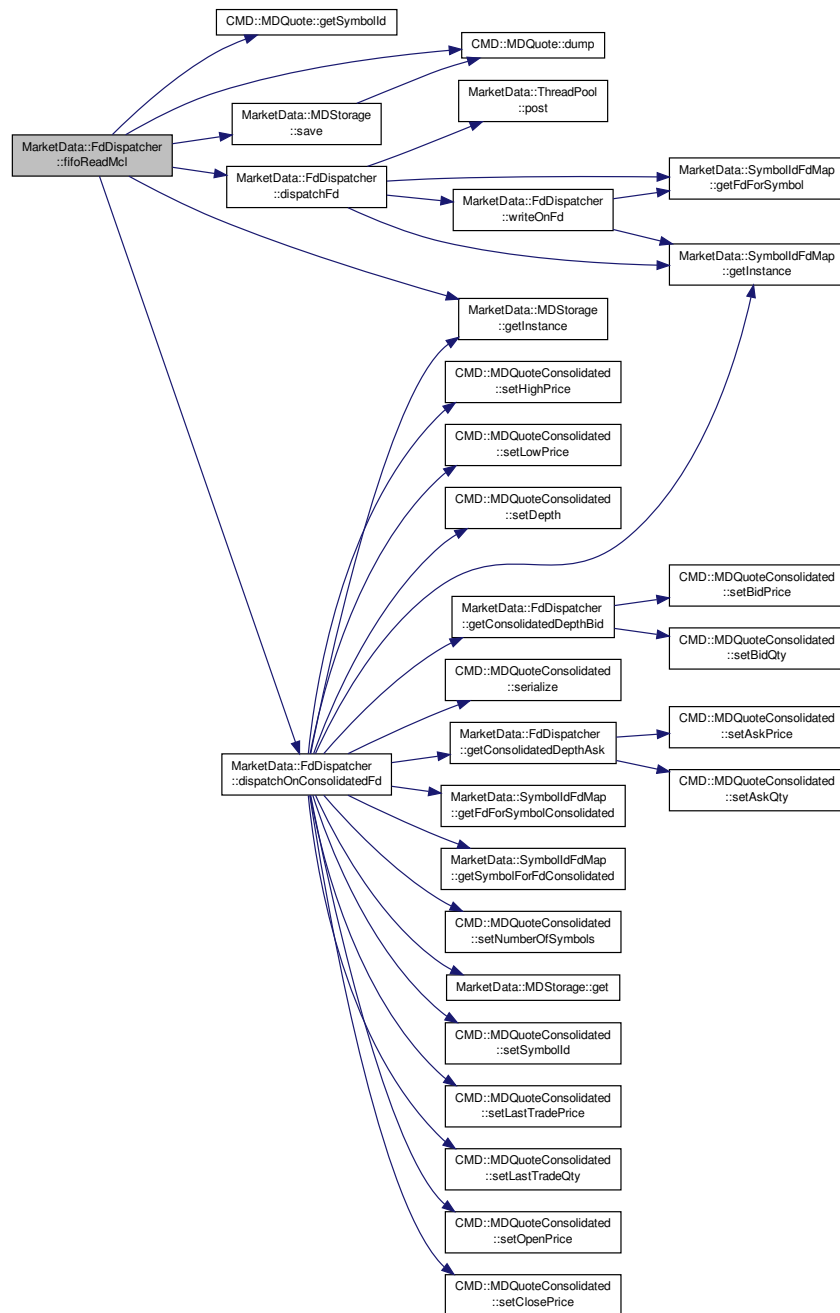 CMD::MDQuote::getSymbolId
CMD::MDQuote::dump
MarketData::ThreadPool
::post
MarketData::MDStorage
::save
MarketData::FdDispatcher
::fifoReadMcl
MarketData::FdDispatcher
::dispatchFd
MarketData::SymbolIdFdMap
::getFdForSymbol
MarketData::FdDispatcher
::writeOnFd
MarketData::SymbolIdFdMap
::getInstance
MarketData::MDStorage
::getInstance
CMD::MDQuoteConsolidated
::setHighPrice
CMD::MDQuoteConsolidated
::setLowPrice
CMD::MDQuoteConsolidated
::setDepth
CMD::MDQuoteConsolidated
::setBidPrice
MarketData::FdDispatcher
::getConsolidatedDepthBid
CMD::MDQuoteConsolidated
::setBidQty
CMD::MDQuoteConsolidated
::serialize
CMD::MDQuoteConsolidated
::setAskPrice
MarketData::FdDispatcher
::getConsolidatedDepthAsk
MarketData::FdDispatcher
::dispatchOnConsolidatedFd
CMD::MDQuoteConsolidated
::setAskQty
MarketData::SymbolIdFdMap
::getFdForSymbolConsolidated
MarketData::SymbolIdFdMap
::getSymbolForFdConsolidated
CMD::MDQuoteConsolidated
::setNumberOfSymbols
MarketData::MDStorage::get
CMD::MDQuoteConsolidated
::setSymbolId
CMD::MDQuoteConsolidated
::setLastTradePrice
CMD::MDQuoteConsolidated
::setLastTradeQty
CMD::MDQuoteConsolidated
::setOpenPrice
CMD::MDQuoteConsolidated
::setClosePrice